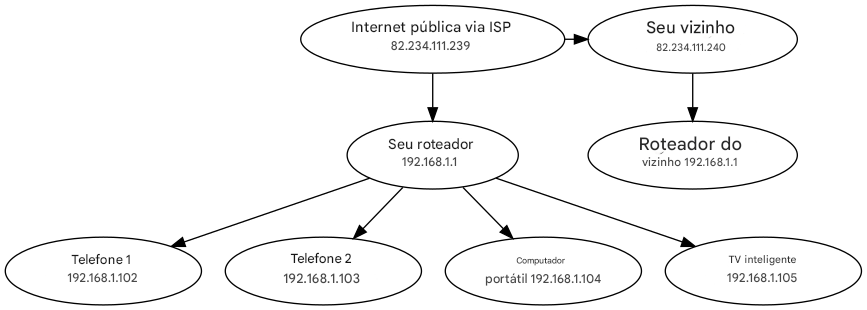 Internet pública via ISP
82.234.111.239
Seu vizinho
82.234.111.240
Seu roteador
192.168.1.1
Roteador do
vizinho 192.168.1.1
Telefone 1
192.168.1.102
Telefone 2
192.168.1.103
Computador
portátil 192.168.1.104
TV inteligente
192.168.1.105